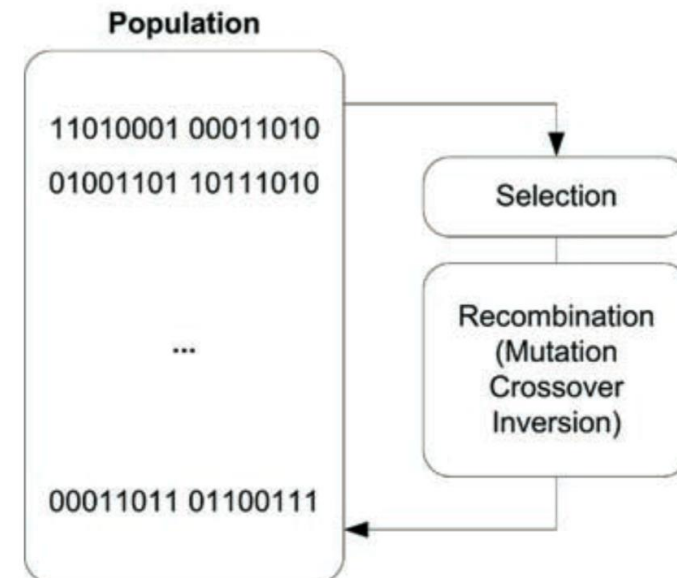 Population
11010001 00011010
01001101 10111010
...
00011011 01100111
Selection
Recombination
(Mutation
Crossover
Inversion)